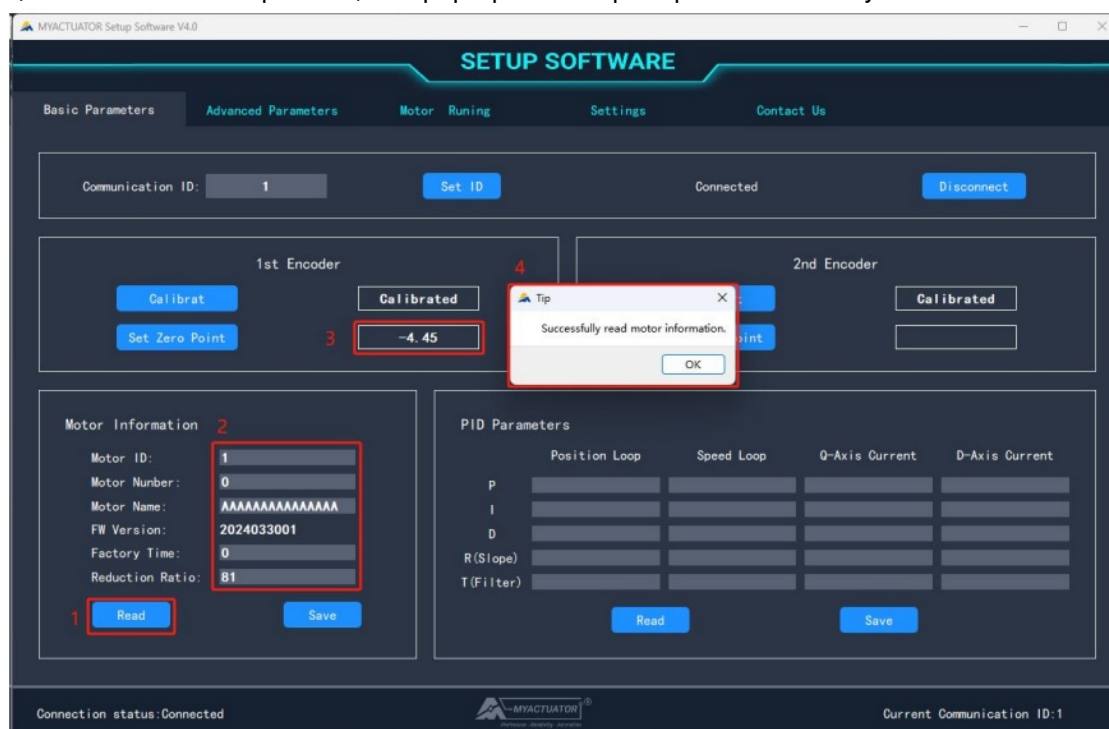 MYACTUATOR Setup Software V4.0
SETUP SOFTWARE
Basic Parameters Advanced Parameters Motor Runing Settings Contact Us
Communication ID: 1 Set ID Connected Disconnect
1st Encoder 2nd Encoder
4
Calibrat Calibrated Calibrated
Tip
Successfully read motor information.
OK
Set Zero Point 3 -4.45 oint
Motor Information 2
Motor ID: 1
Motor Nunber: 0
Motor Name: AAAAAAAAAAAAAA
FW Version: 2024033001
Factory Time: 0
Reduction Ratio: 81
1 Read Save
PID Parameters
Position Loop Speed Loop Q-Axis Current D-Axis Current
P
I
D
R(Slope)
T(Filter)
Read Save
Connection status:Connected MYACTUATOR ® Current Communication ID:1